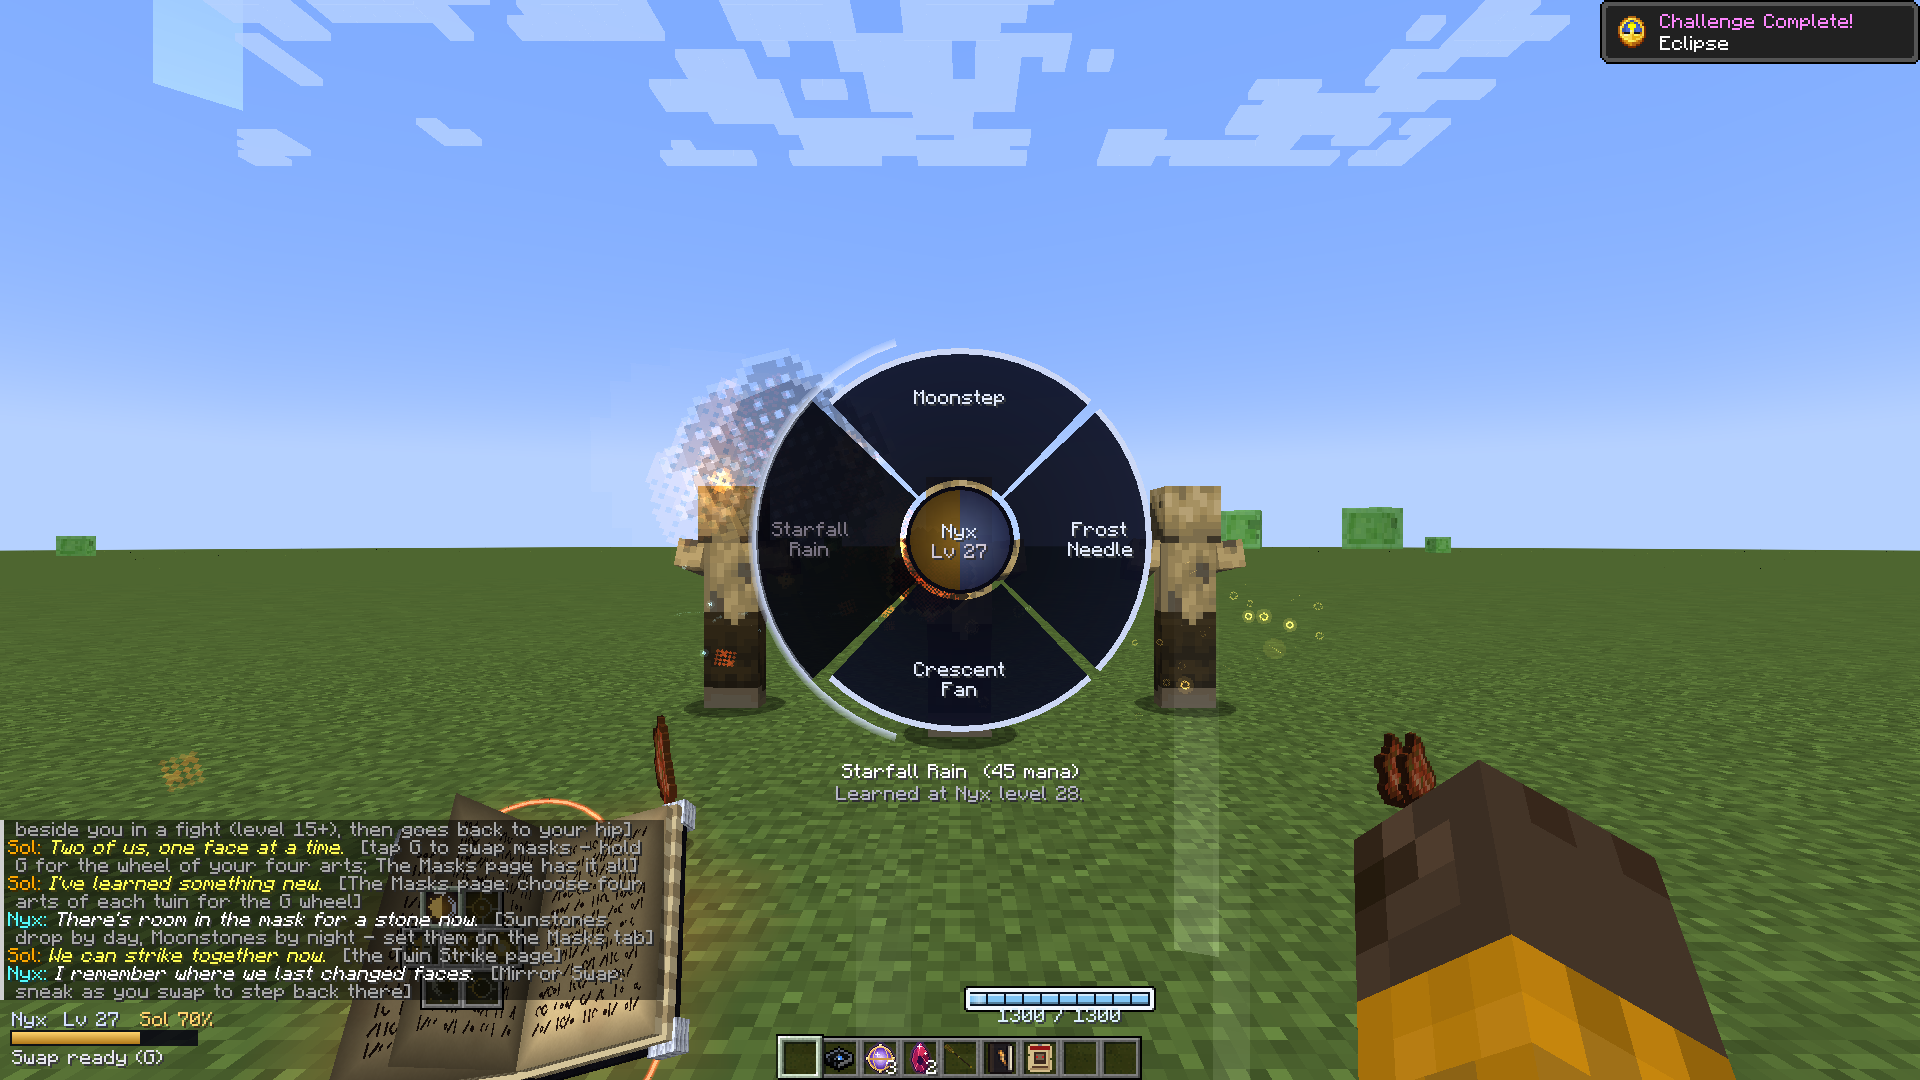 Challenge Complete!
Eclipse
Moonstep
Starfall
Rain
Nyx
Lv 27
Frost
Needle
Crescent
Fan
Starfall Rain (45 mana)
Learned at Nyx level 28.
beside you in a fight (level 15+), then goes back to your hip]
Sol: Two of us, one face at a time. [tap G to swap masks – hold
G for the wheel of your four arts; The Masks page has it all]
Sol: I've learned something new. [The Masks page: choose four
arts of each twin for the G wheel]
Nyx: There's room in the mask for a stone now. [Sunstones
drop by day, Moonstones by night – set them on the Masks tab]
Sol: We can strike together now. [the Twin Strike page]
Nyx: I remember where we last changed faces. [Mirror Swap:
sneak as you swap to step back there]
Nyx Lv 27 Sol 70%
Swap ready (G)
1300 / 1300
3
2